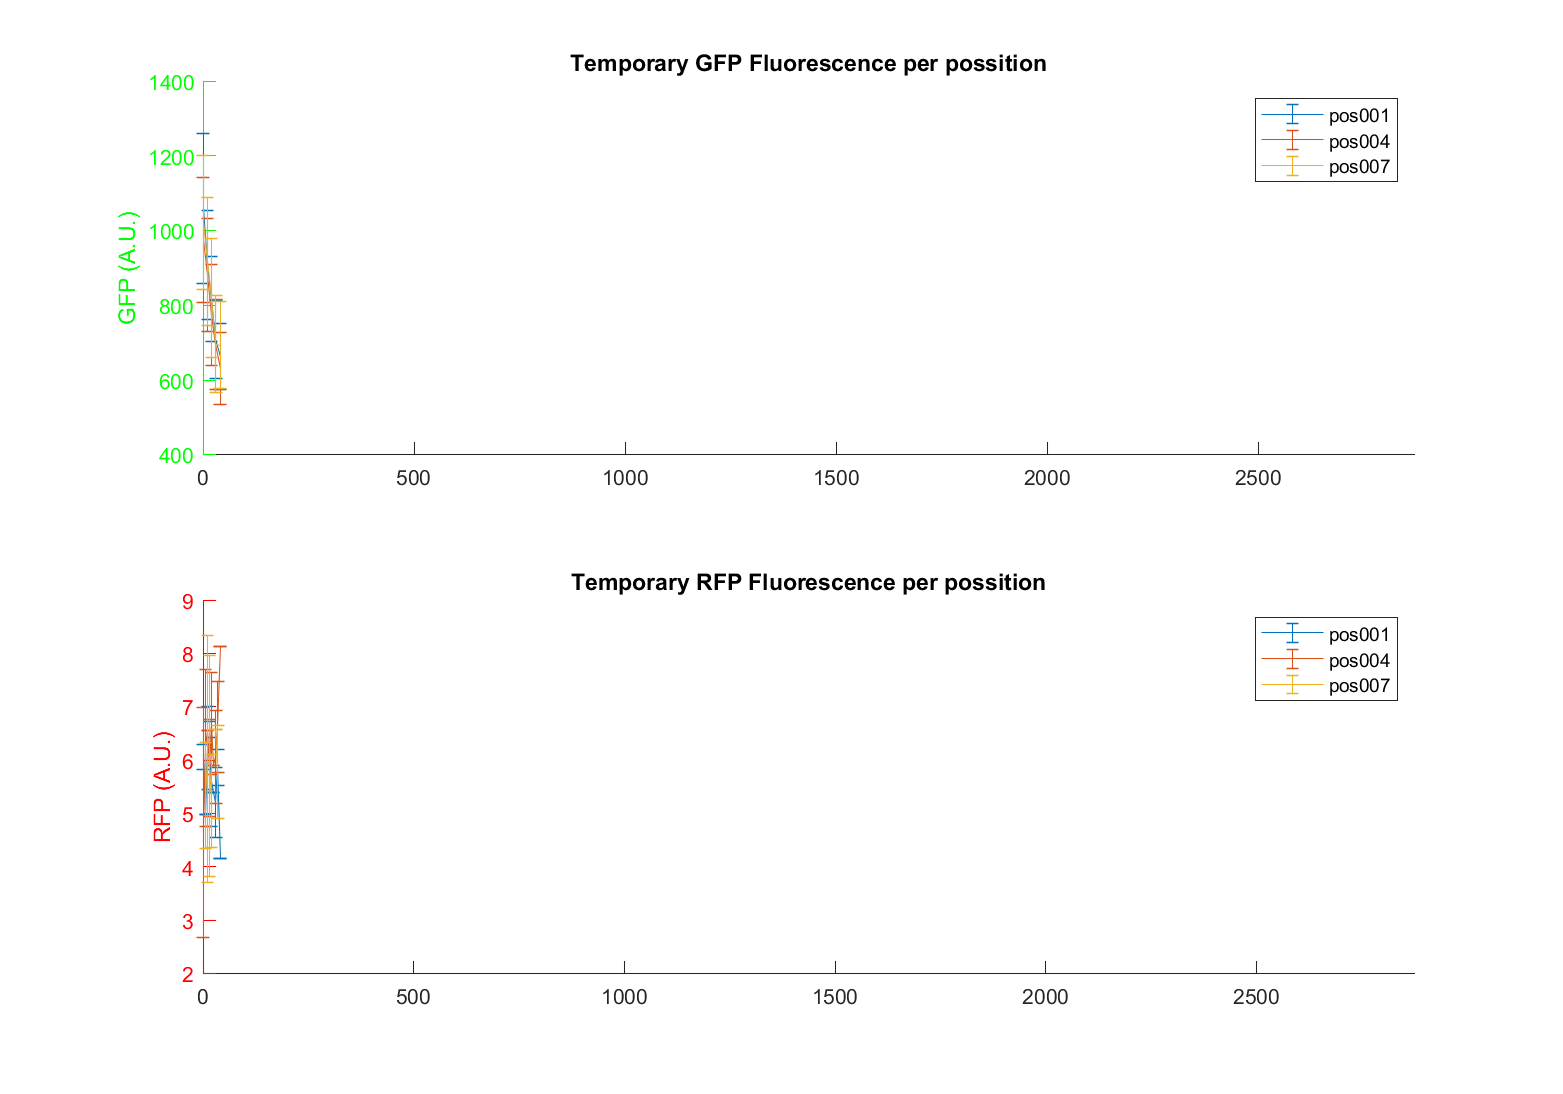 Temporary GFP Fluorescence per possition
1400
1200
1000
800
600
400
GFP (A.U.)
0 500 1000 1500 2000 2500
pos001
pos004
pos007
Temporary RFP Fluorescence per possition
9
8
7
6
5
4
3
2
RFP (A.U.)
0 500 1000 1500 2000 2500
pos001
pos004
pos007